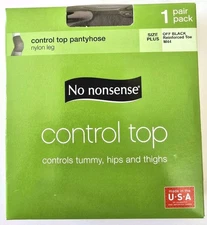 control top pantyhose
nylon leg
1 pair
pack
SIZE
PLUS
OFF BLACK
Reinforced Toe
No nonsense®
control top
controls tummy, hips and thighs
made in the
U·S·A